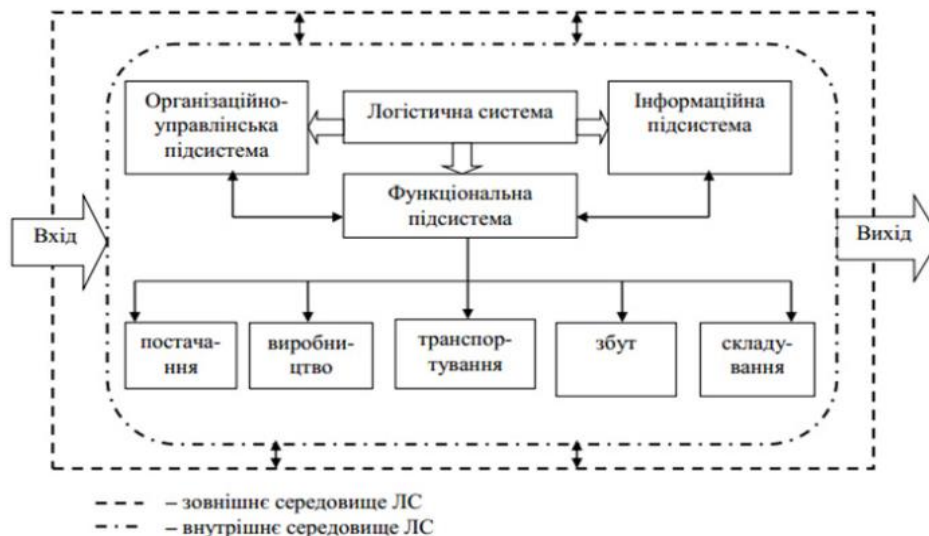 Організаційно-
управлінська
підсистема
Логістична система
Інформаційна
підсистема
Функціональна
підсистема
Вхід
Вихід
постача-
ння
виробни-
цтво
транспор-
тування
збут
складу-
вання
– зовнішнє середовище ЛС
– внутрішнє середовище ЛС